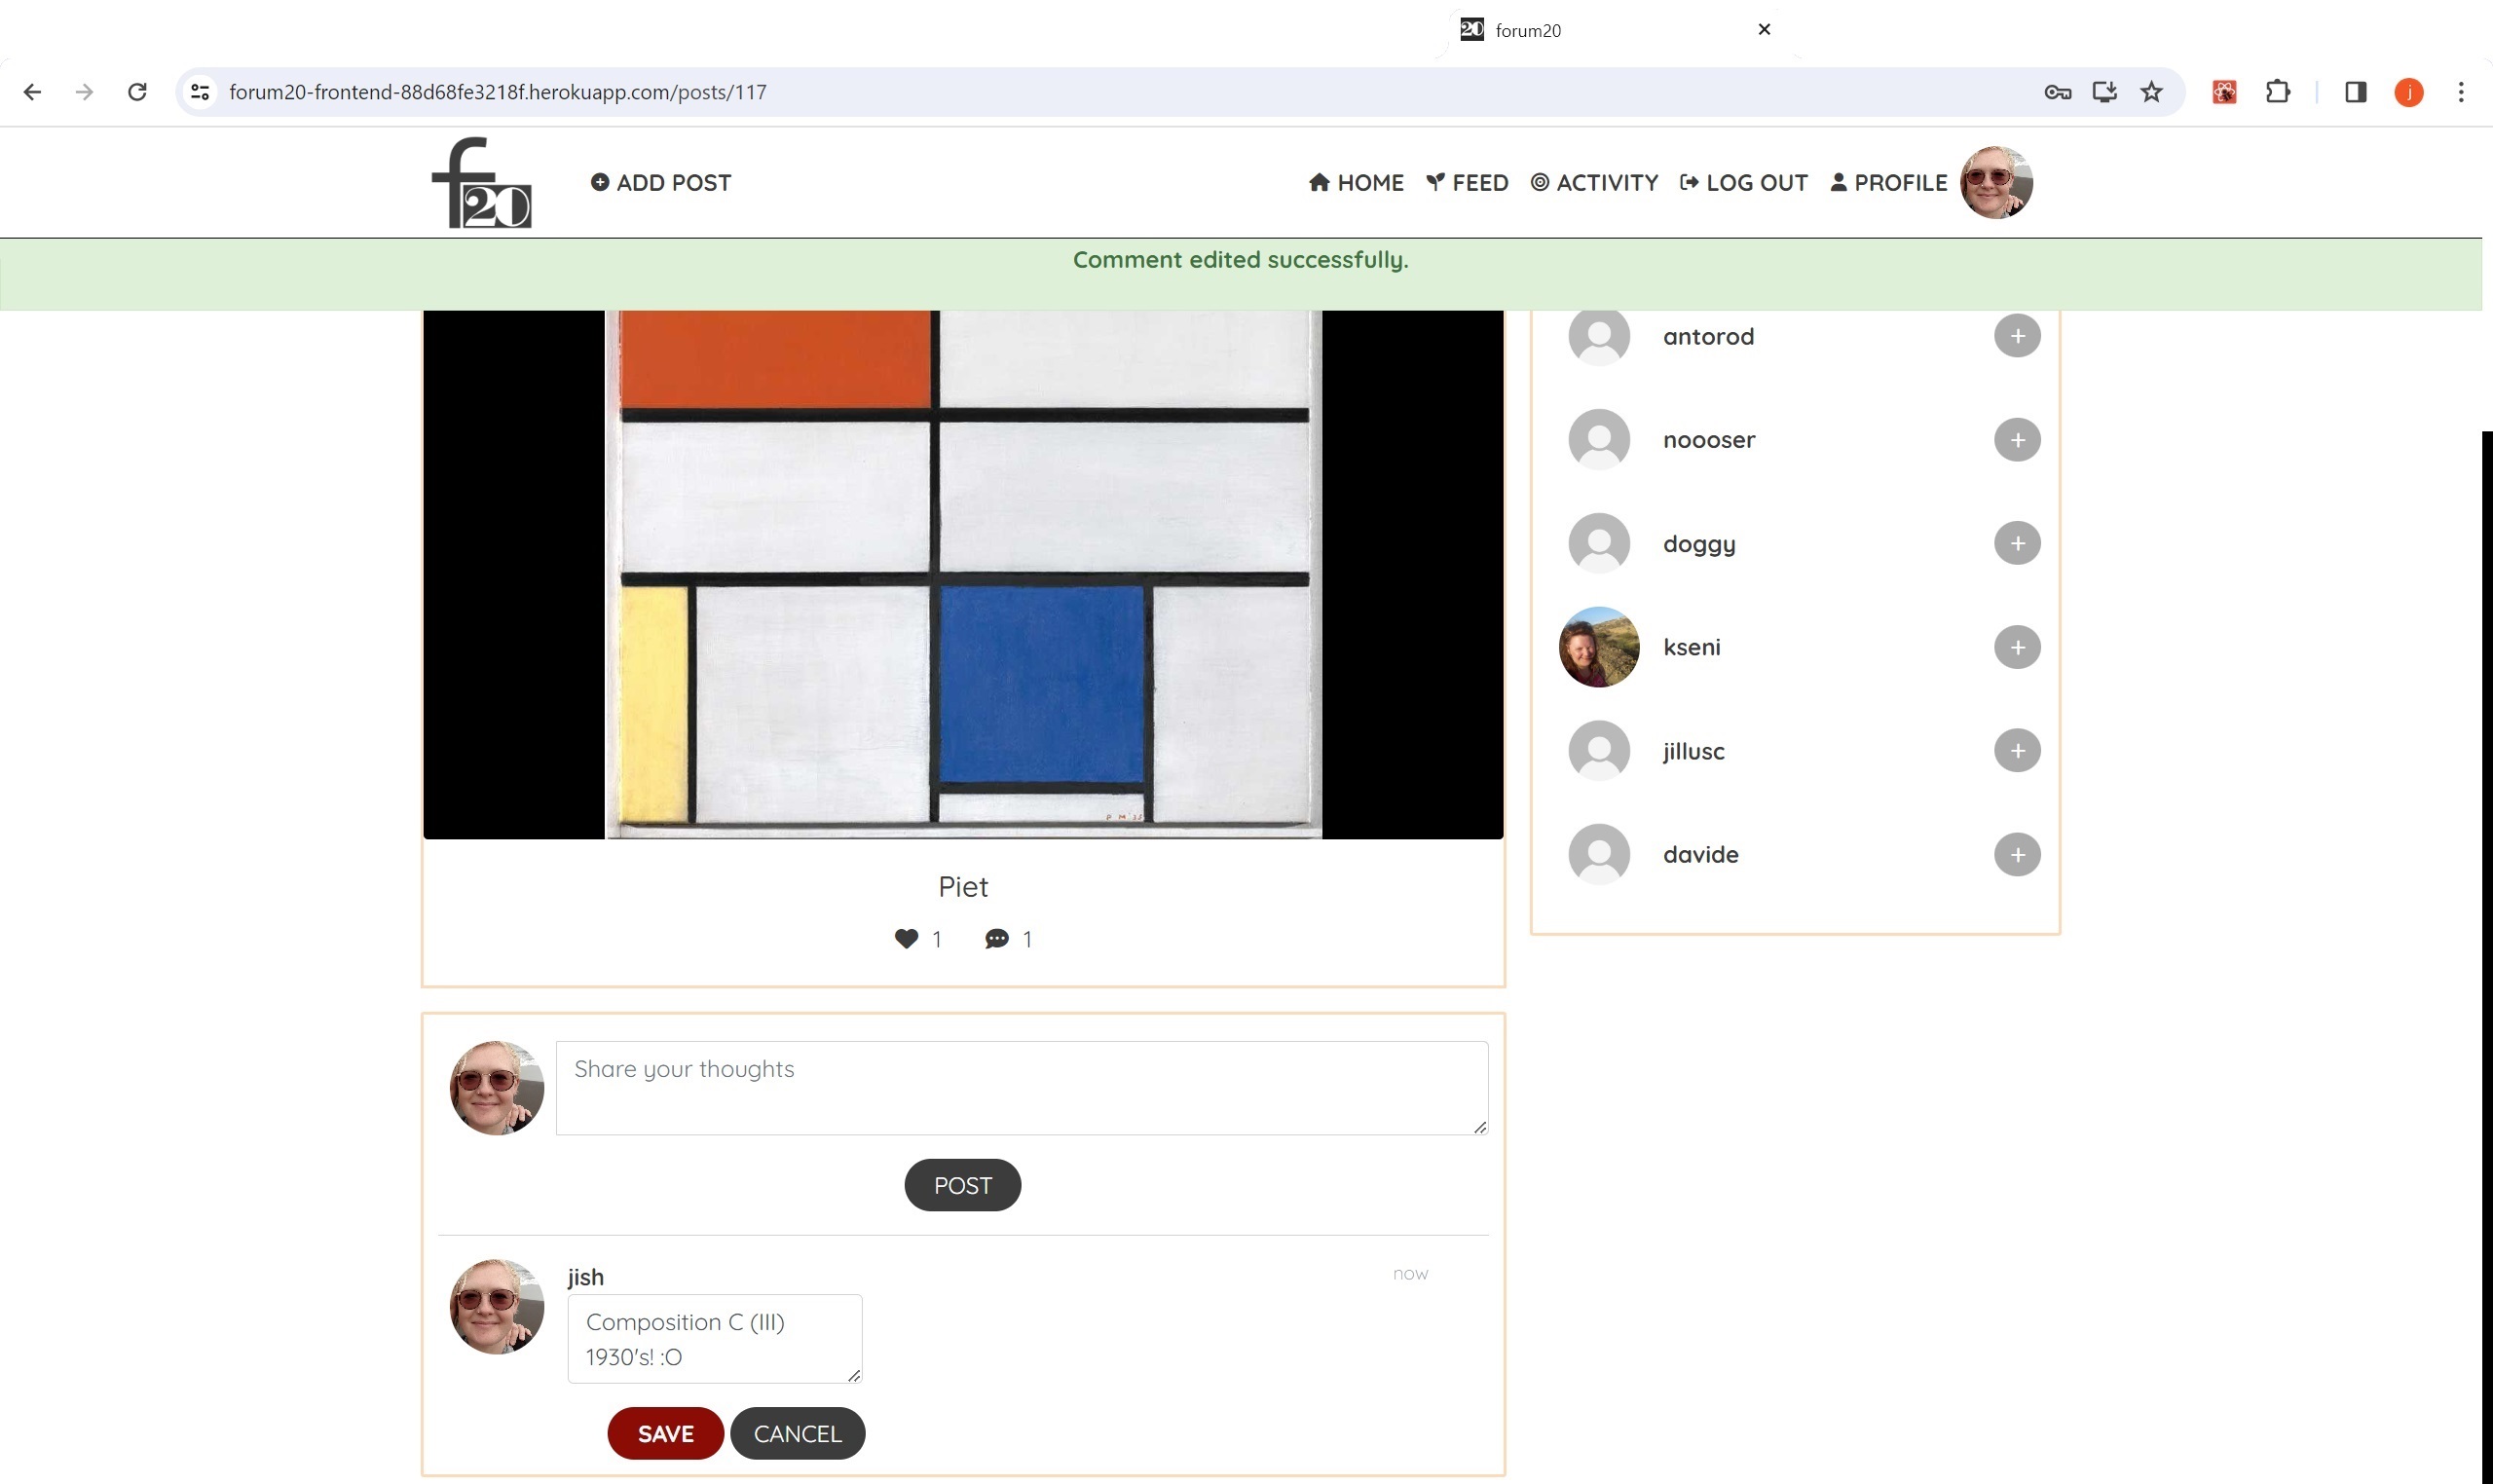 20 forum20
forum20-frontend-88d68fe3218f.herokuapp.com/posts/117
j
f20
ADD POST
HOME FEED ACTIVITY LOG OUT PROFILE
Comment edited successfully.
antorod
noooser
doggy
kseni
jillusc
davide
P M 35
Piet
1 1
Share your thoughts
POST
jish
now
Composition C (III)
1930's! :O
SAVE CANCEL